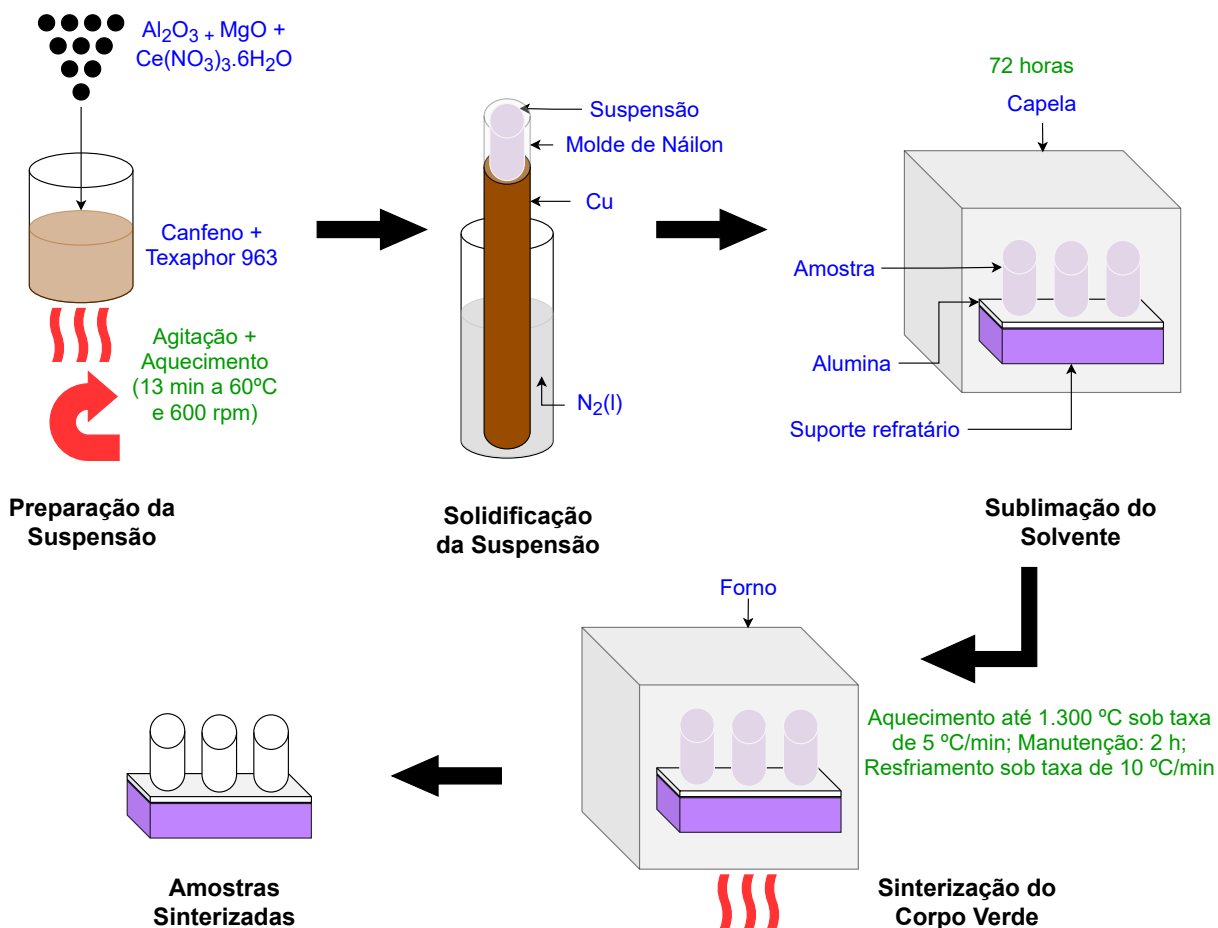 Al2O3 + MgO +
Ce(NO3)3.6H2O
Canfeno +
Texaphor 963
Agitação +
Aquecimento
(13 min a 60ºC
e 600 rpm)
Preparação da
Suspensão
Suspensão
Molde de Náilon
Cu
N2(l)
Solidificação
da Suspensão
72 horas
Capela
Amostra
Alumina
Suporte refratário
Sublimação do
Solvente
Forno
Aquecimento até 1.300 ºC sob taxa
de 5 ºC/min; Manutenção: 2 h;
Resfriamento sob taxa de 10 ºC/min
Sinterização do
Corpo Verde
Amostras
Sinterizadas